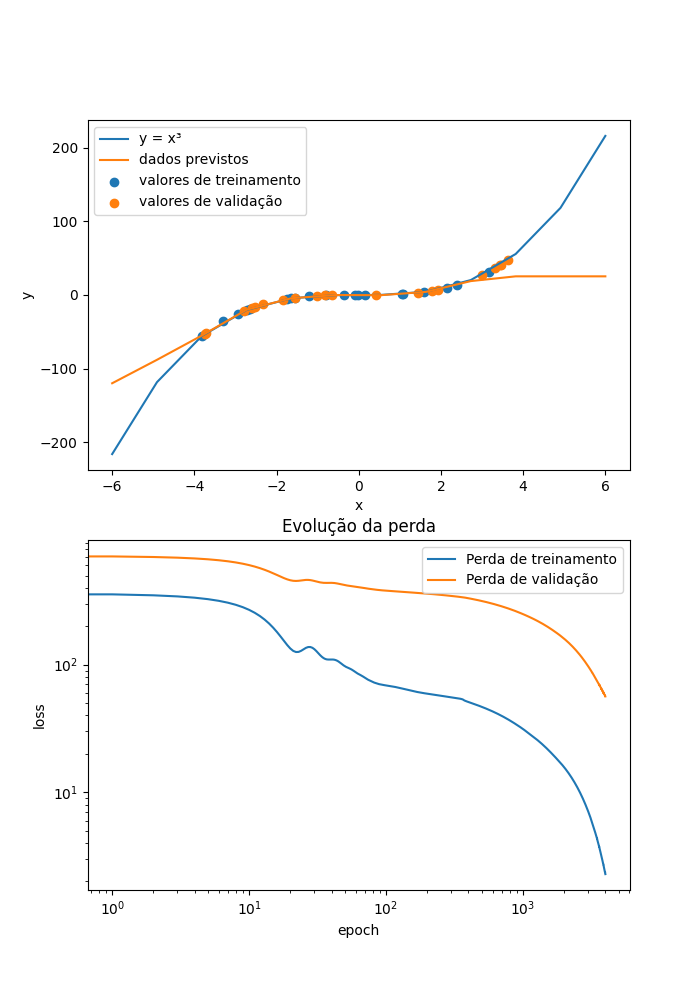 y = x³
dados previstos
valores de treinamento
valores de validação
200
100
0
−100
−200
y
−6 −4 −2 0 2 4 6
x
Evolução da perda
Perda de treinamento
Perda de validação
10²
10¹
loss
10⁰ 10¹ 10² 10³
epoch